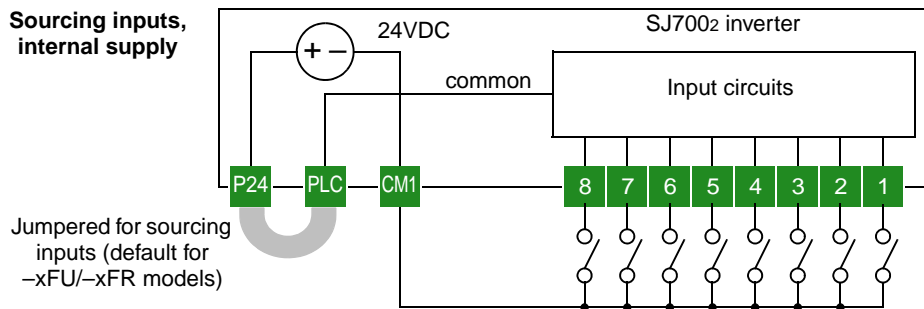 Sourcing inputs,
internal supply
+ –
24VDC
SJ7002 inverter
common
Input circuits
P24 PLC CM1 8 7 6 5 4 3 2 1
Jumpered for sourcing
inputs (default for
–xFU/–xFR models)